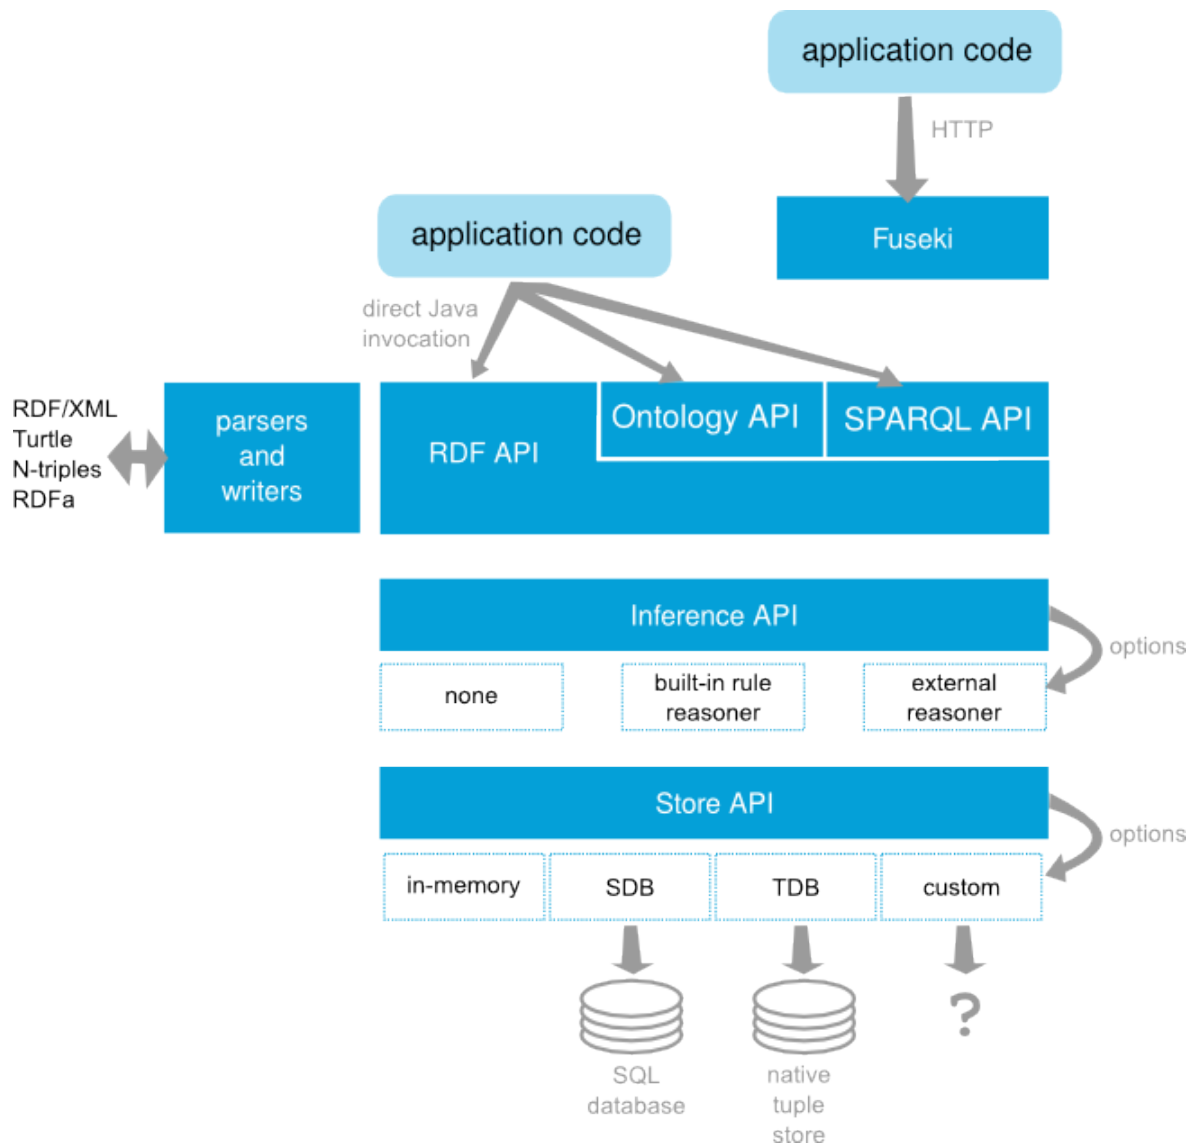 application code
HTTP
Fuseki
application code
direct Java
invocation
RDF/XML
Turtle
N-triples
RDFa
parsers
and
writers
RDF API
Ontology API
SPARQL API
Inference API
options
none
built-in rule
reasoner
external
reasoner
Store API
options
in-memory
SDB
TDB
custom
?
SQL
database
native
tuple
store